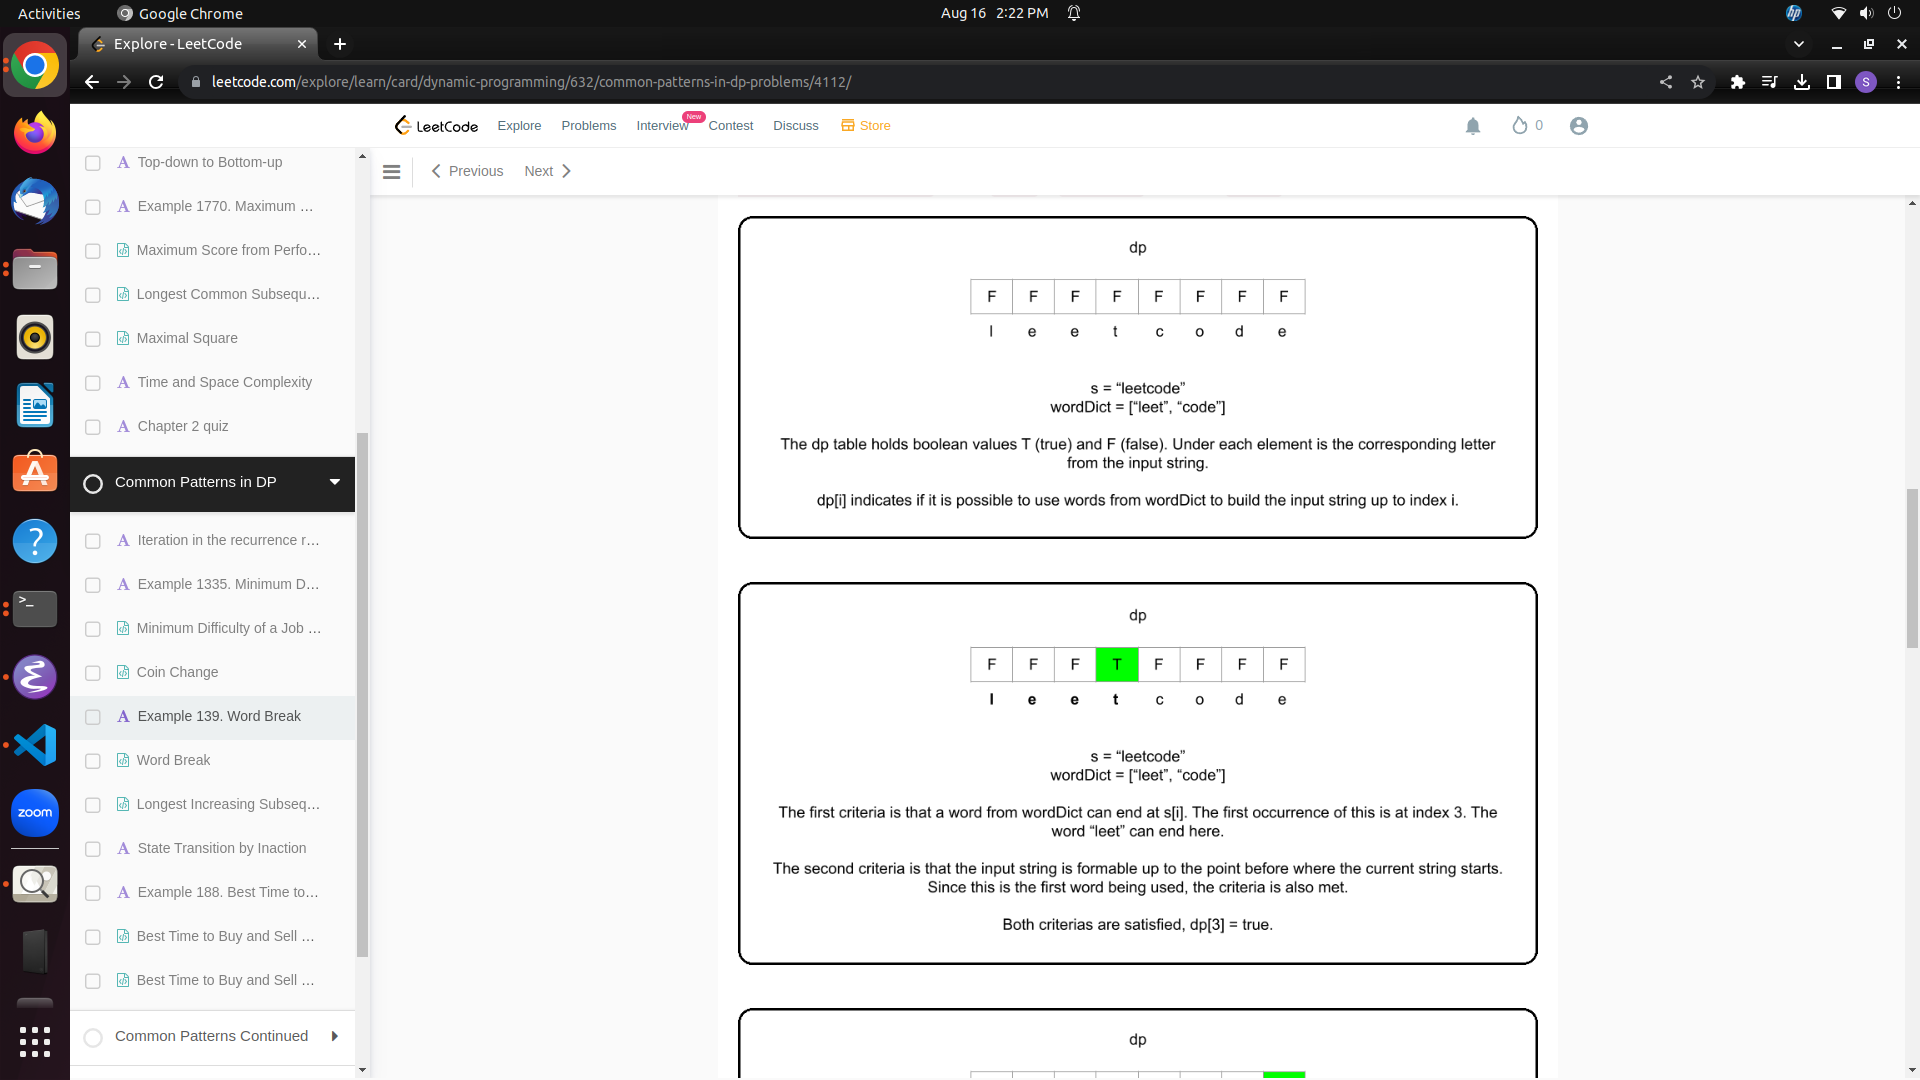 Activities
Google Chrome
Aug 16 2:22 PM
Explore - LeetCode
leetcode.com/explore/learn/card/dynamic-programming/632/common-patterns-in-dp-problems/4112/
S
LeetCode
Explore
Problems
Interview
New
Contest
Discuss
Store
0
Previous
Next
Top-down to Bottom-up
Example 1770. Maximum ...
Maximum Score from Perfo...
Longest Common Subsequ...
Maximal Square
Time and Space Complexity
Chapter 2 quiz
Common Patterns in DP
Iteration in the recurrence r...
Example 1335. Minimum D...
Minimum Difficulty of a Job ...
Coin Change
Example 139. Word Break
Word Break
Longest Increasing Subseq...
State Transition by Inaction
Example 188. Best Time to...
Best Time to Buy and Sell ...
Best Time to Buy and Sell ...
Common Patterns Continued
zoom
hp
dp
F F F F F F F F
l e e t c o d e
s = “leetcode”
wordDict = [“leet”, “code”]
The dp table holds boolean values T (true) and F (false). Under each element is the corresponding letter
from the input string.
dp[i] indicates if it is possible to use words from wordDict to build the input string up to index i.
dp
F F F T F F F F
l e e t c o d e
s = “leetcode”
wordDict = [“leet”, “code”]
The first criteria is that a word from wordDict can end at s[i]. The first occurrence of this is at index 3. The
word “leet” can end here.
The second criteria is that the input string is formable up to the point before where the current string starts.
Since this is the first word being used, the criteria is also met.
Both criterias are satisfied, dp[3] = true.
dp